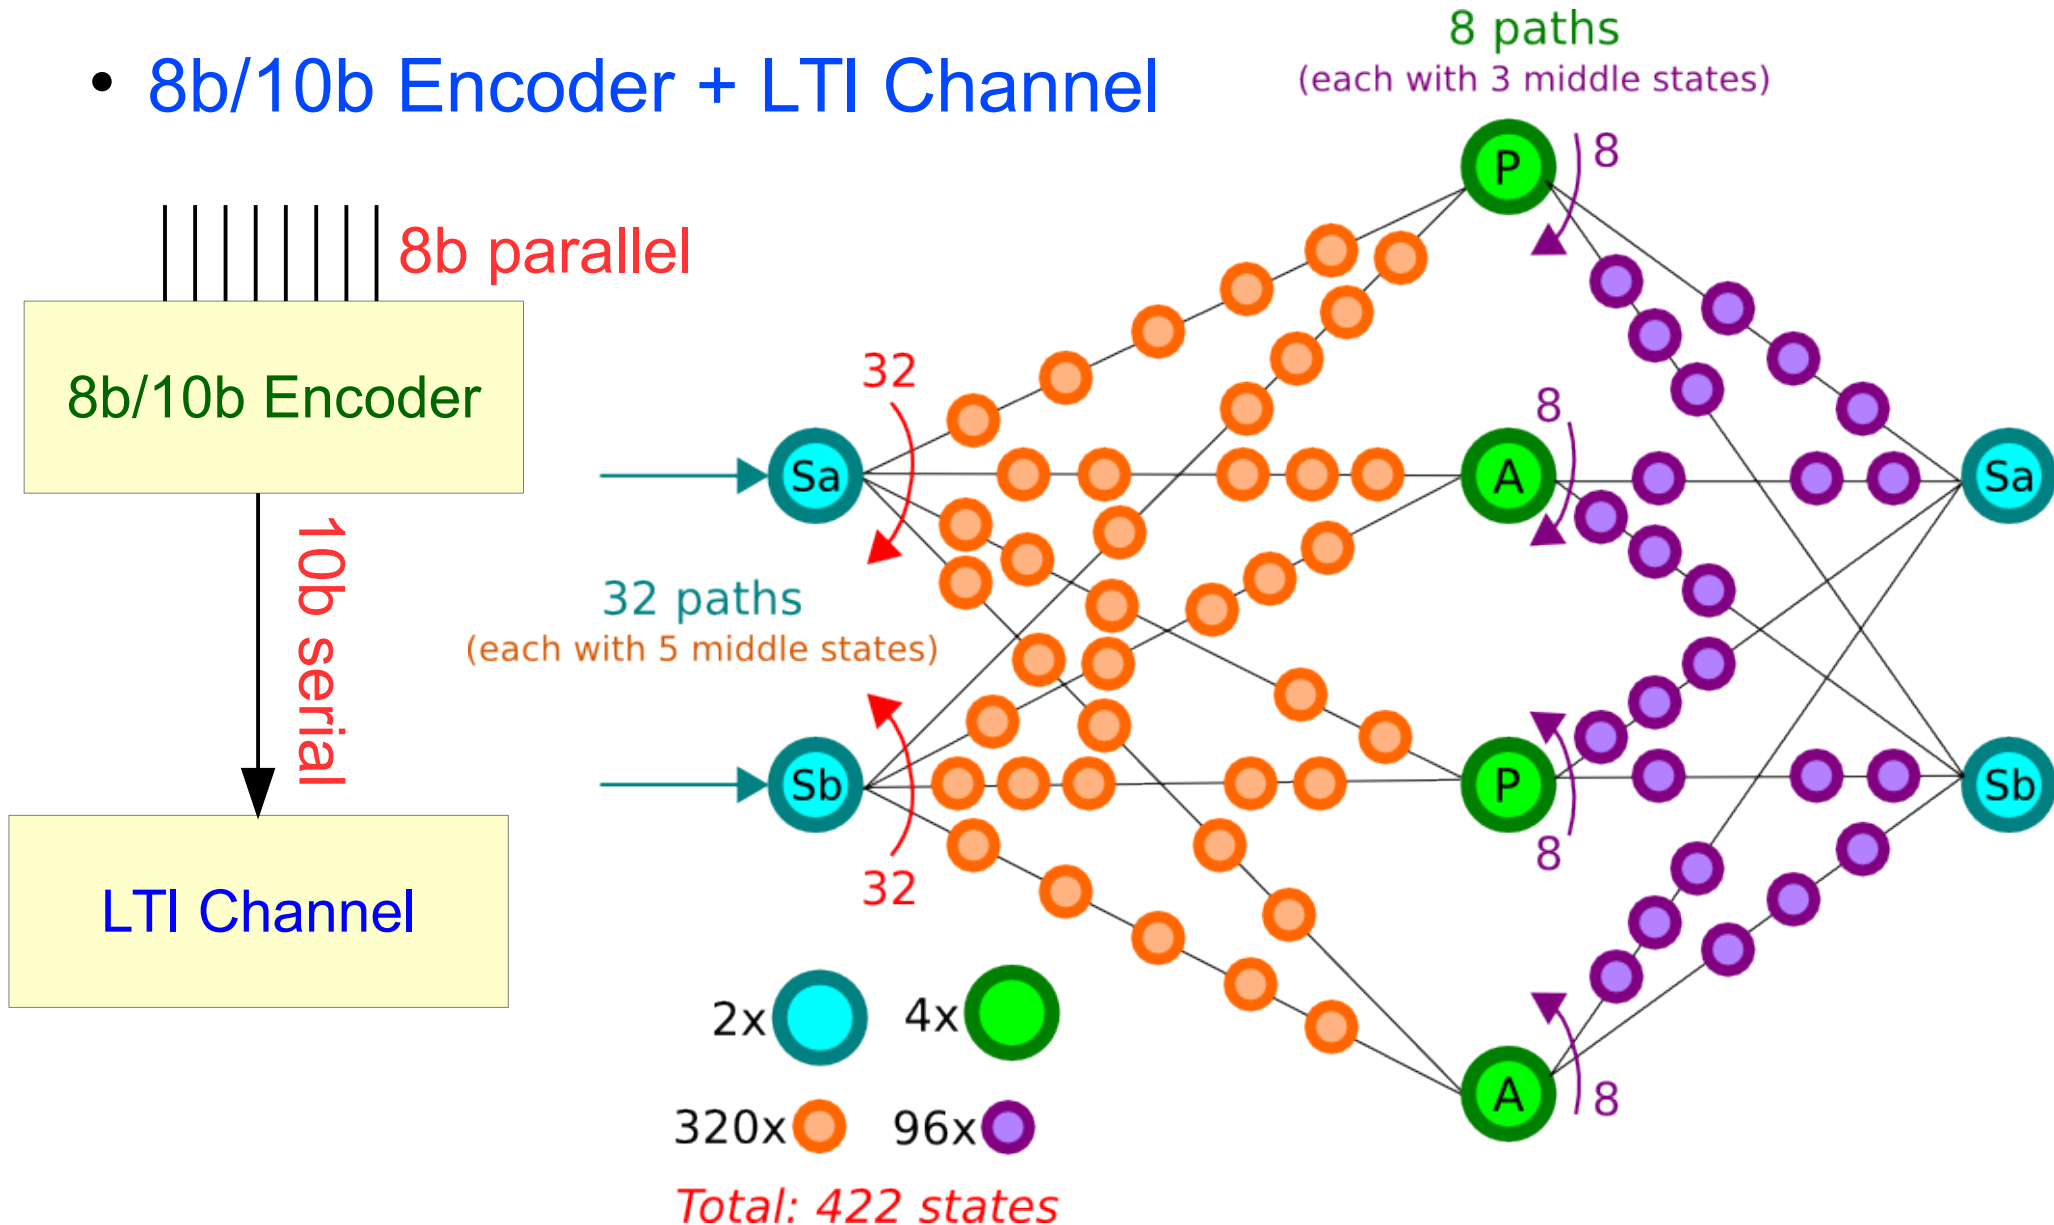 • 8b/10b Encoder + LTI Channel
8 paths
(each with 3 middle states)
8b parallel
8b/10b Encoder
10b serial
LTI Channel
P
8
32
8
Sa
A
Sa
32 paths
(each with 5 middle states)
Sb
P
Sb
32
8
A
8
2x
4x
320x
96x
Total: 422 states